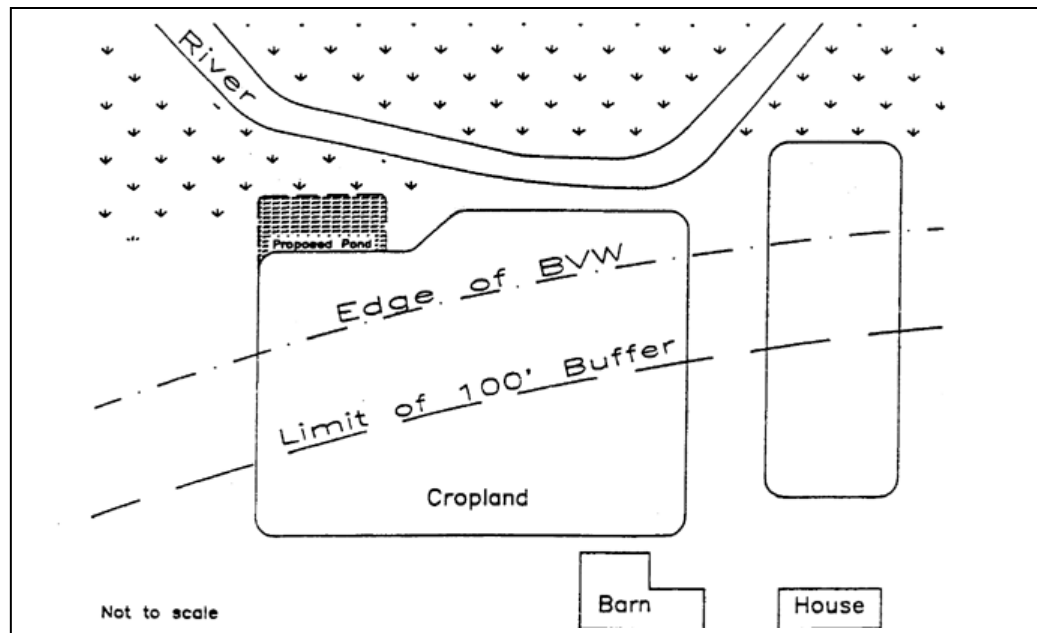 River
Proposed Pond
Edge of BVW
Limit of 100' Buffer
Cropland
Barn
House
Not to scale